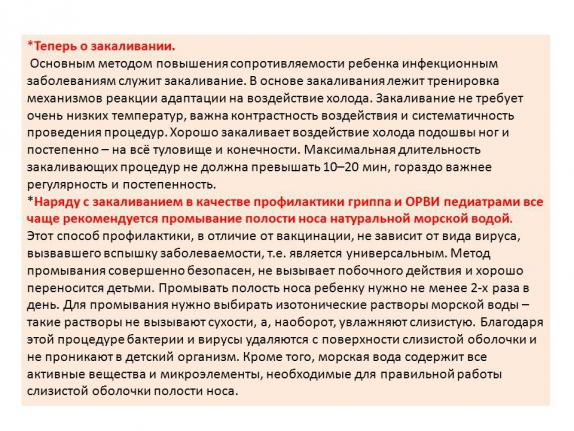 *Теперь о закаливании.
Основным методом повышения сопротивляемости ребенка инфекционным
заболеваниям служит закаливание. В основе закаливания лежит тренировка
механизмов реакции адаптации на воздействие холода. Закаливание не требует
очень низких температур, важна контрастность воздействия и систематичность
проведения процедур. Хорошо закаливает воздействие холода подошвы ног и
постепенно – на всё туловище и конечности. Максимальная длительность
закаливающих процедур не должна превышать 10–20 мин, гораздо важнее
регулярность и постепенность.
*Наряду с закаливанием в качестве профилактики гриппа и ОРВИ педиатрами все
чаще рекомендуется промывание полости носа натуральной морской водой.
Этот способ профилактики, в отличие от вакцинации, не зависит от вида вируса,
вызвавшего вспышку заболеваемости, т.е. является универсальным. Метод
промывания совершенно безопасен, не вызывает побочного действия и хорошо
переносится детьми. Промывать полость носа ребенку нужно не менее 2-х раза в
день. Для промывания нужно выбирать изотонические растворы морской воды –
такие растворы не вызывают сухости, а, наоборот, увлажняют слизистую. Благодаря
этой процедуре бактерии и вирусы удаляются с поверхности слизистой оболочки и
не проникают в детский организм. Кроме того, морская вода содержит все
активные вещества и микроэлементы, необходимые для правильной работы
слизистой оболочки полости носа.